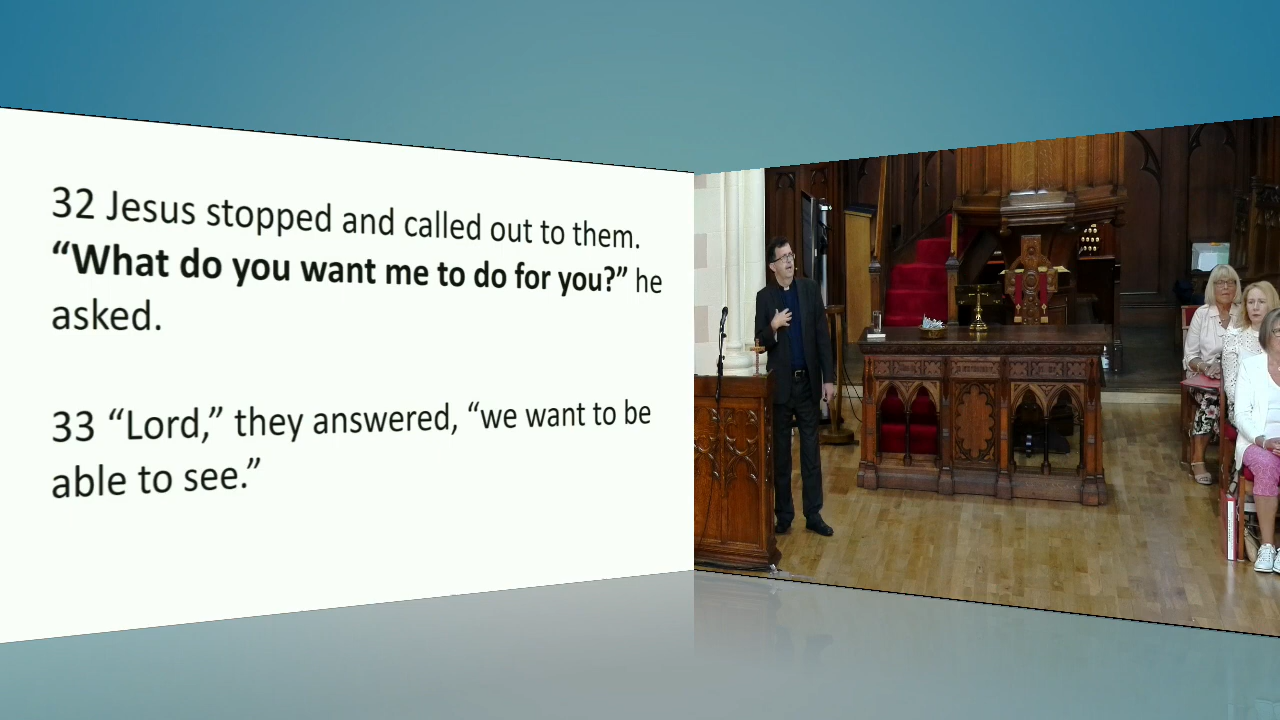 32 Jesus stopped and called out to them.
“What do you want me to do for you?” he
asked.
33 “Lord,” they answered, “we want to be
able to see.”